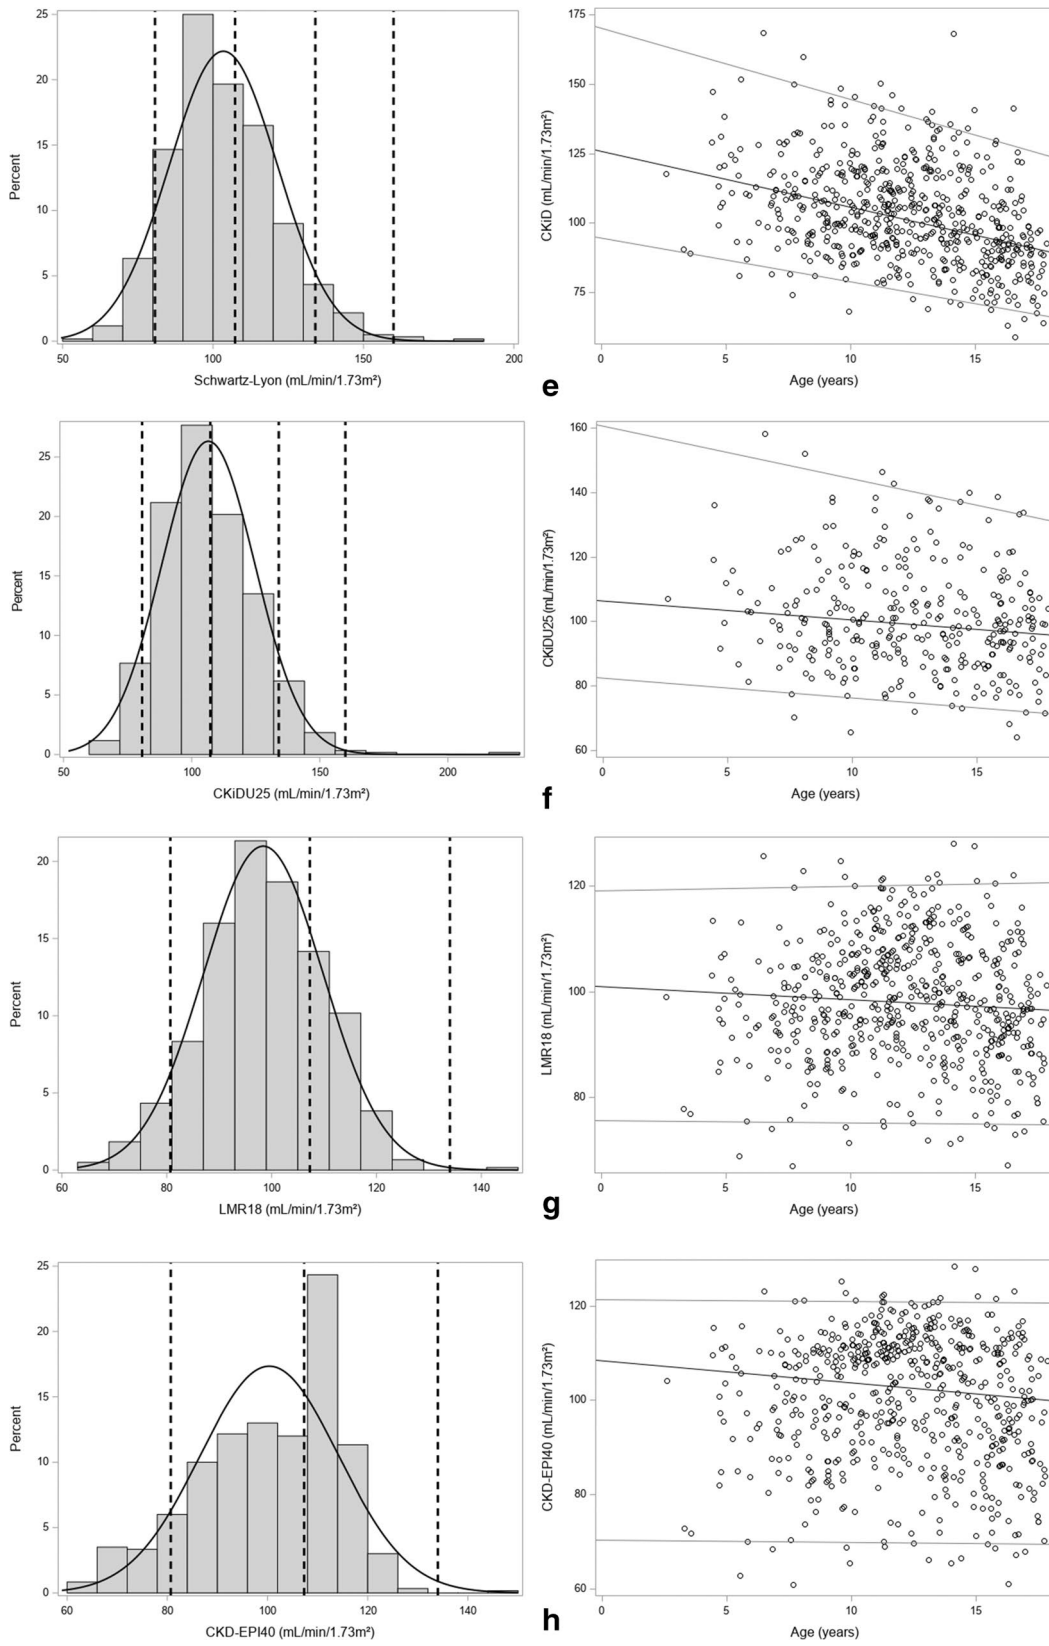 25
20
15
10
5
0
Percent
50 100 150 200
Schwartz-Lyon (mL/min/1.73m²)
175
150
125
100
75
CKiD (mL/min/1.73m²)
0 5 10 15
Age (years)
e
25
20
15
10
5
0
Percent
50 100 150 200
CKiDU25 (mL/min/1.73m²)
160
140
120
100
80
60
CKiDU25 (mL/min/1.73m²)
0 5 10 15
Age (years)
f
20
15
10
5
0
Percent
60 80 100 120 140
LMR18 (mL/min/1.73m²)
120
100
80
LMR18 (mL/min/1.73m²)
0 5 10 15
Age (years)
g
25
20
15
10
5
0
Percent
60 80 100 120 140
CKD-EPI40 (mL/min/1.73m²)
120
100
80
60
CKD-EPI40 (mL/min/1.73m²)
0 5 10 15
Age (years)
h